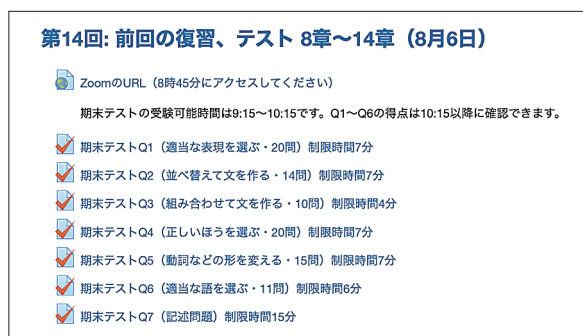 第14回: 前回の復習、テスト 8章～14章（8月6日）
ZoomのURL（8時45分にアクセスしてください）
期末テストの受験可能時間は9:15～10:15です。Q1～Q6の得点は10:15以降に確認できます。
期末テストQ1（適当な表現を選ぶ・20問）制限時間7分
期末テストQ2（並べ替えて文を作る・14問）制限時間7分
期末テストQ3（組み合わせて文を作る・10問）制限時間4分
期末テストQ4（正しいほうを選ぶ・20問）制限時間7分
期末テストQ5（動詞などの形を変える・15問）制限時間7分
期末テストQ6（適当な語を選ぶ・11問）制限時間6分
期末テストQ7（記述問題）制限時間15分